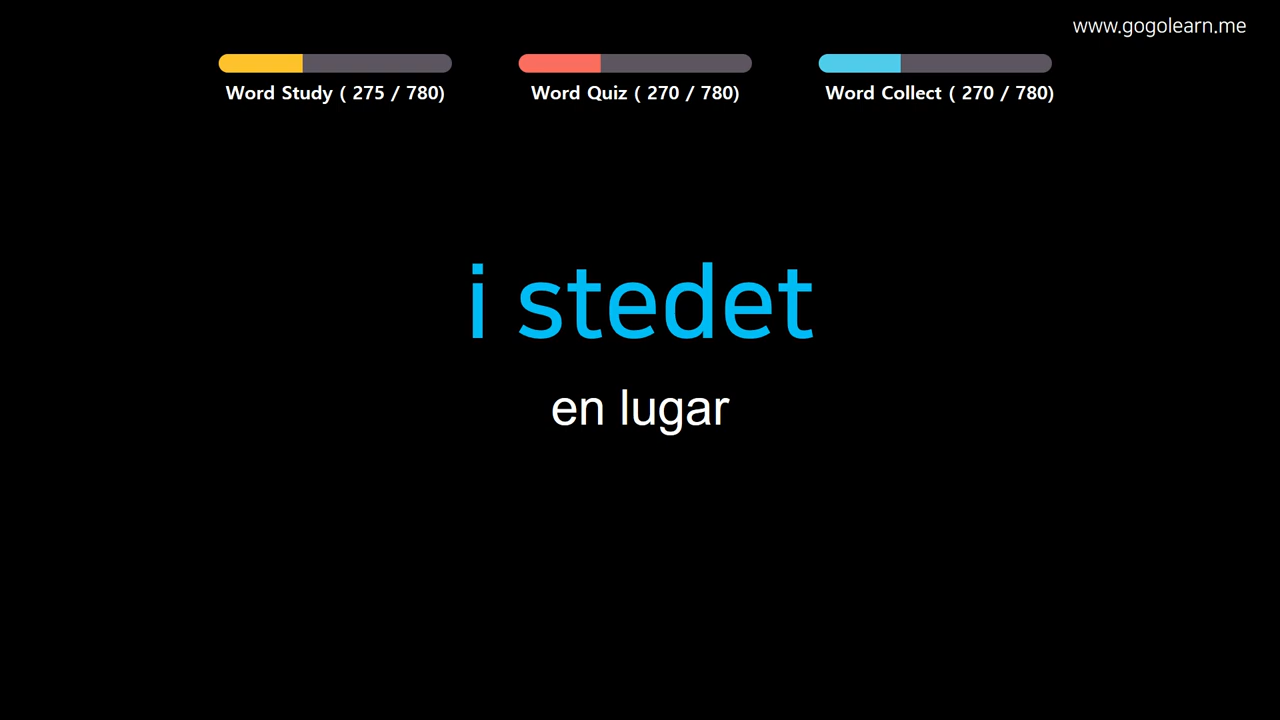 www.gogolearn.me
Word Study ( 275 / 780)
Word Quiz ( 270 / 780)
Word Collect ( 270 / 780)
i stedet
en lugar